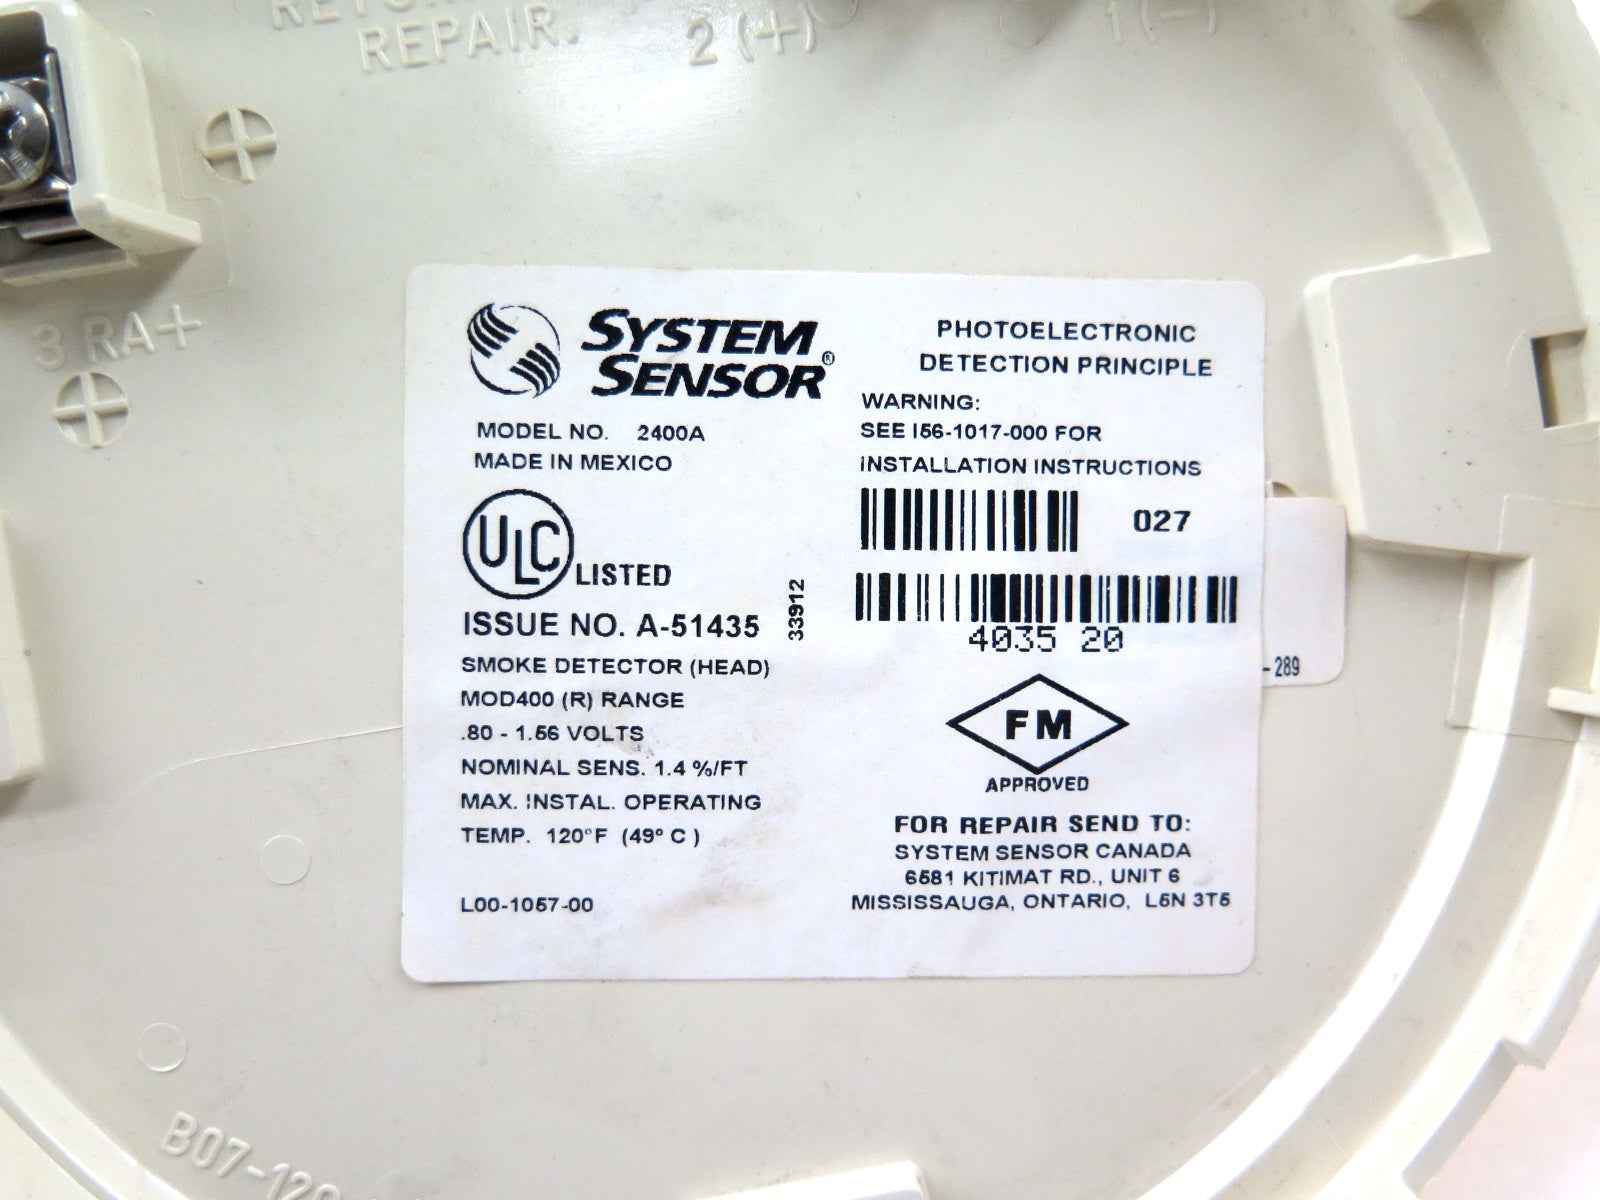 REPAIR.
2 (+)
1 (-)
3 RA+
SYSTEM
SENSOR®
MODEL NO. 2400A
MADE IN MEXICO
ULC
LISTED
ISSUE NO. A-51435
33912
SMOKE DETECTOR (HEAD)
MOD400 (R) RANGE
.80 - 1.56 VOLTS
NOMINAL SENS. 1.4 %/FT
MAX. INSTAL. OPERATING
TEMP. 120°F (49° C )
L00-1057-00
PHOTOELECTRONIC
DETECTION PRINCIPLE
WARNING:
SEE I56-1017-000 FOR
INSTALLATION INSTRUCTIONS
027
4035 20
- 289
FM
APPROVED
FOR REPAIR SEND TO:
SYSTEM SENSOR CANADA
6581 KITIMAT RD., UNIT 6
MISSISSAUGA, ONTARIO, L5N 3T5